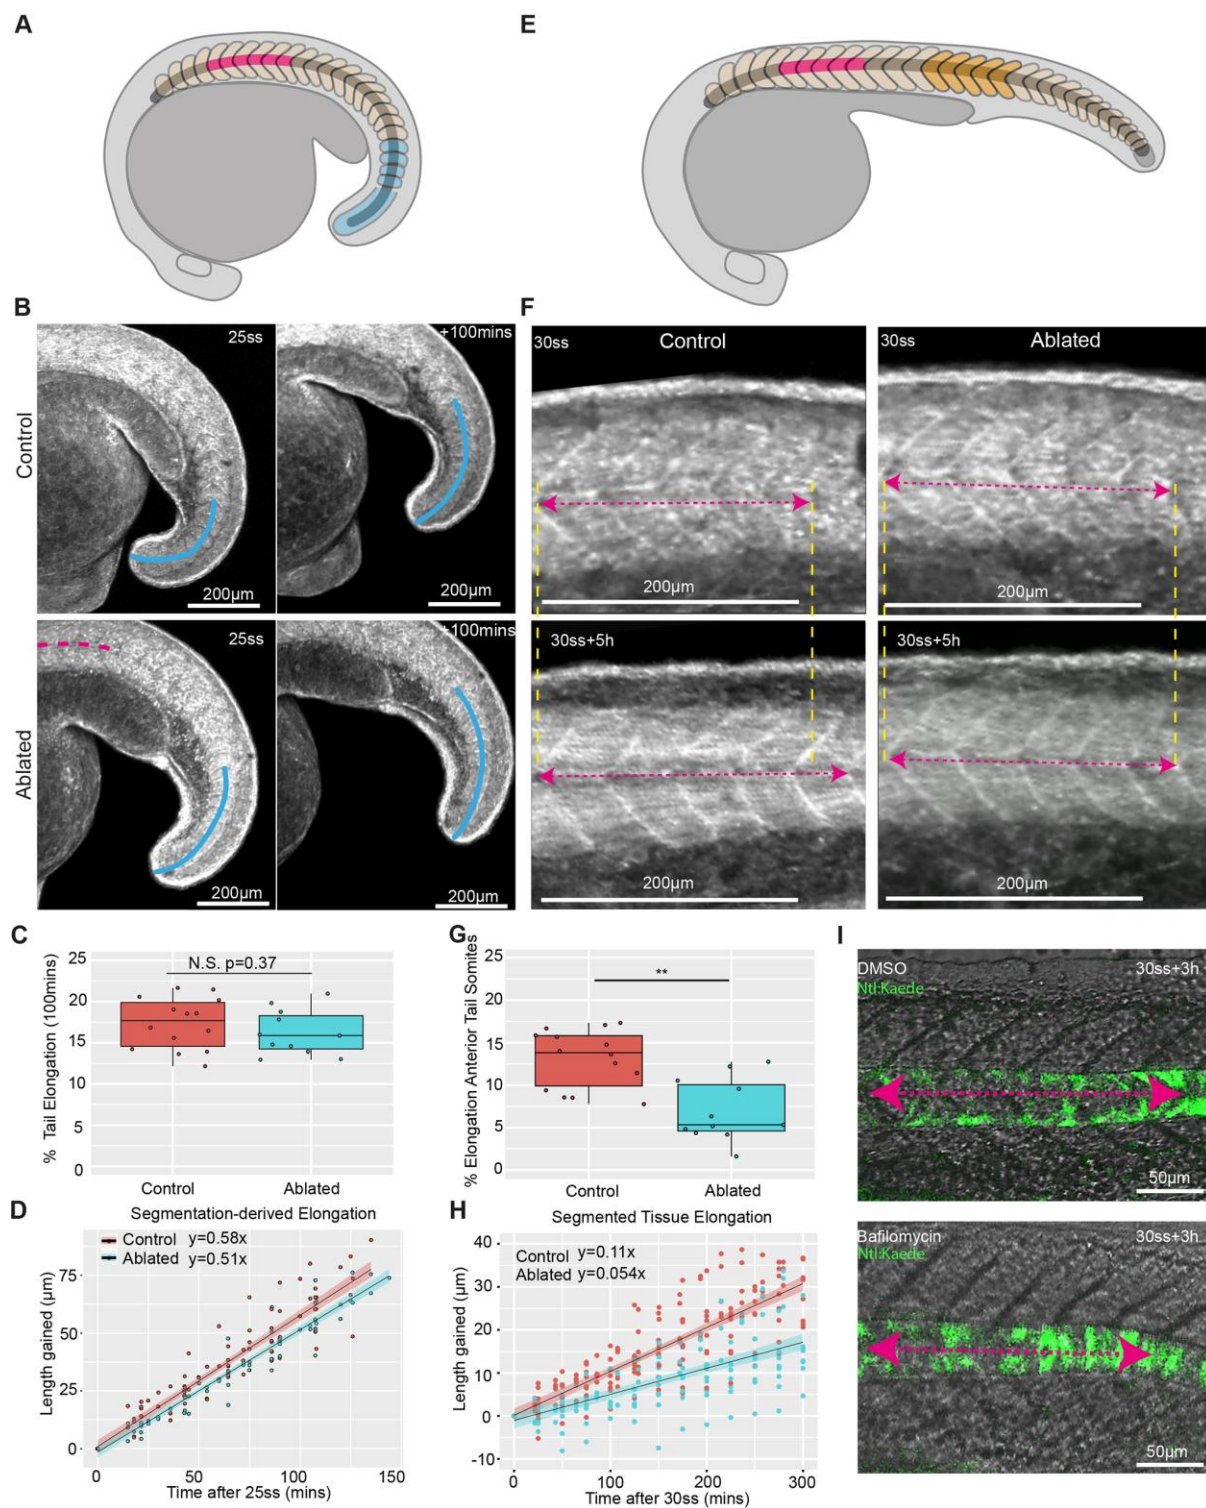 A
E
B
25ss
+100mins
Control
200µm
200µm
25ss
+100mins
Ablated
200µm
200µm
F
30ss
Control
30ss
Ablated
200µm
200µm
30ss+5h
30ss+5h
200µm
200µm
C
25
20
15
10
5
0
% Tail Elongation (100mins)
N.S. p=0.37
Control
Ablated
G
25
20
15
10
5
0
% Elongation Anterior Tail Somites
**
Control
Ablated
I
DMSO
30ss+3h
Ntl:Kaede
50µm
Bafilomycin
30ss+3h
Ntl:Kaede
50µm
D
Segmentation-derived Elongation
Control y=0.58x
Ablated y=0.51x
75
50
25
0
Length gained (µm)
0 50 100 150
Time after 25ss (mins)
H
Segmented Tissue Elongation
Control y=0.11x
Ablated y=0.054x
40
30
20
10
0
-10
Length gained (µm)
0 100 200 300
Time after 30ss (mins)